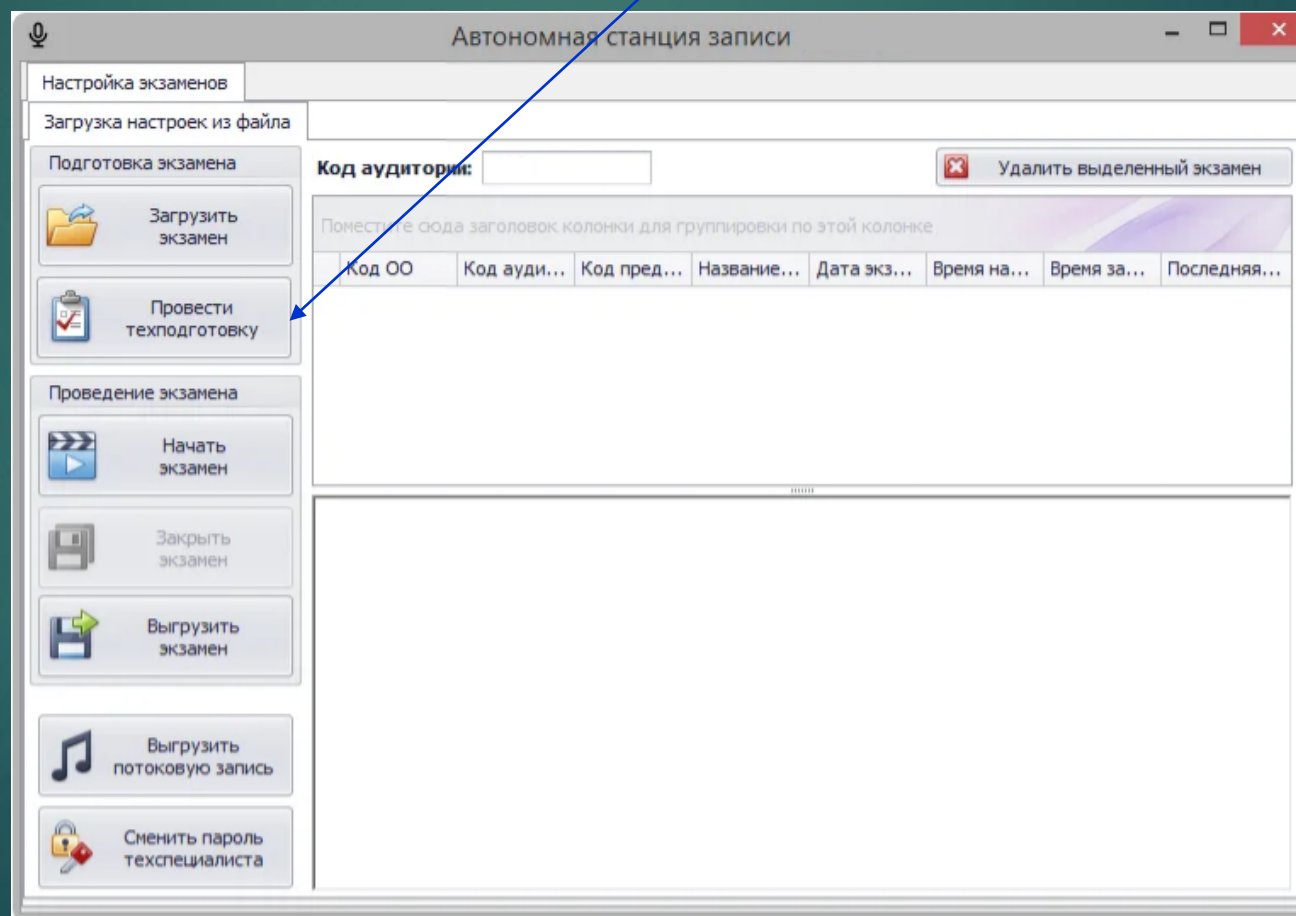 Автономная станция записи
Настройка экзаменов
Загрузка настроек из файла
Подготовка экзамена
Загрузить
экзамен
Провести
техподготовку
Проведение экзамена
Начать
экзамен
Закрыть
экзамен
Выгрузить
экзамен
Выгрузить
потоковую запись
Сменить пароль
техспециалиста
Код аудитории:
Удалить выделенный экзамен
Поместите сюда заголовок колонки для группировки по этой колонке
Код ОО Код ауди... Код пред... Название... Дата экз... Время на... Время за... Последняя...